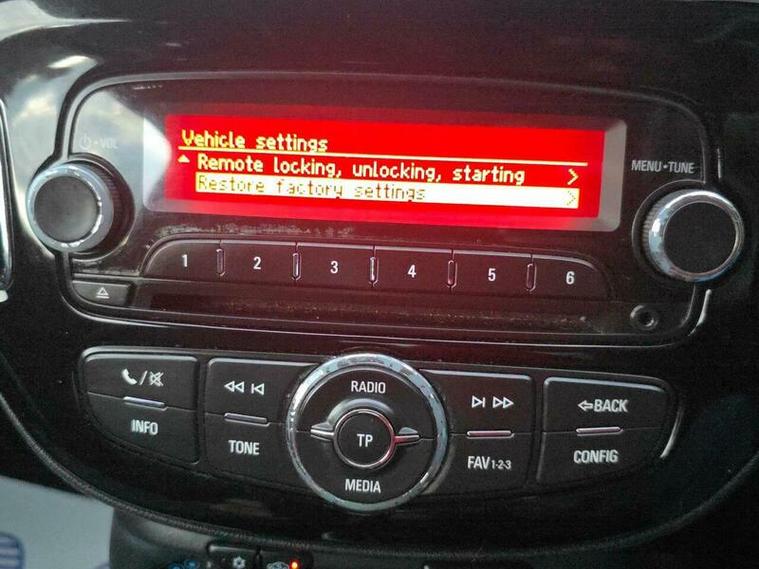 Vehicle settings
Remote locking, unlocking, starting >
Restore factory settings >
VOL
MENU•TUNE
1 2 3 4 5 6
RADIO
INFO
TONE
TP
MEDIA
FAV1-2-3
BACK
CONFIG